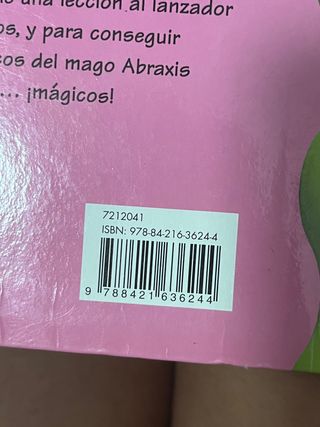 una lección al lanzador
os, y para conseguir
cos del mago Abraxis
... ¡mágicos!
7212041
ISBN: 978-84-216-3624-4
9 788421 636244